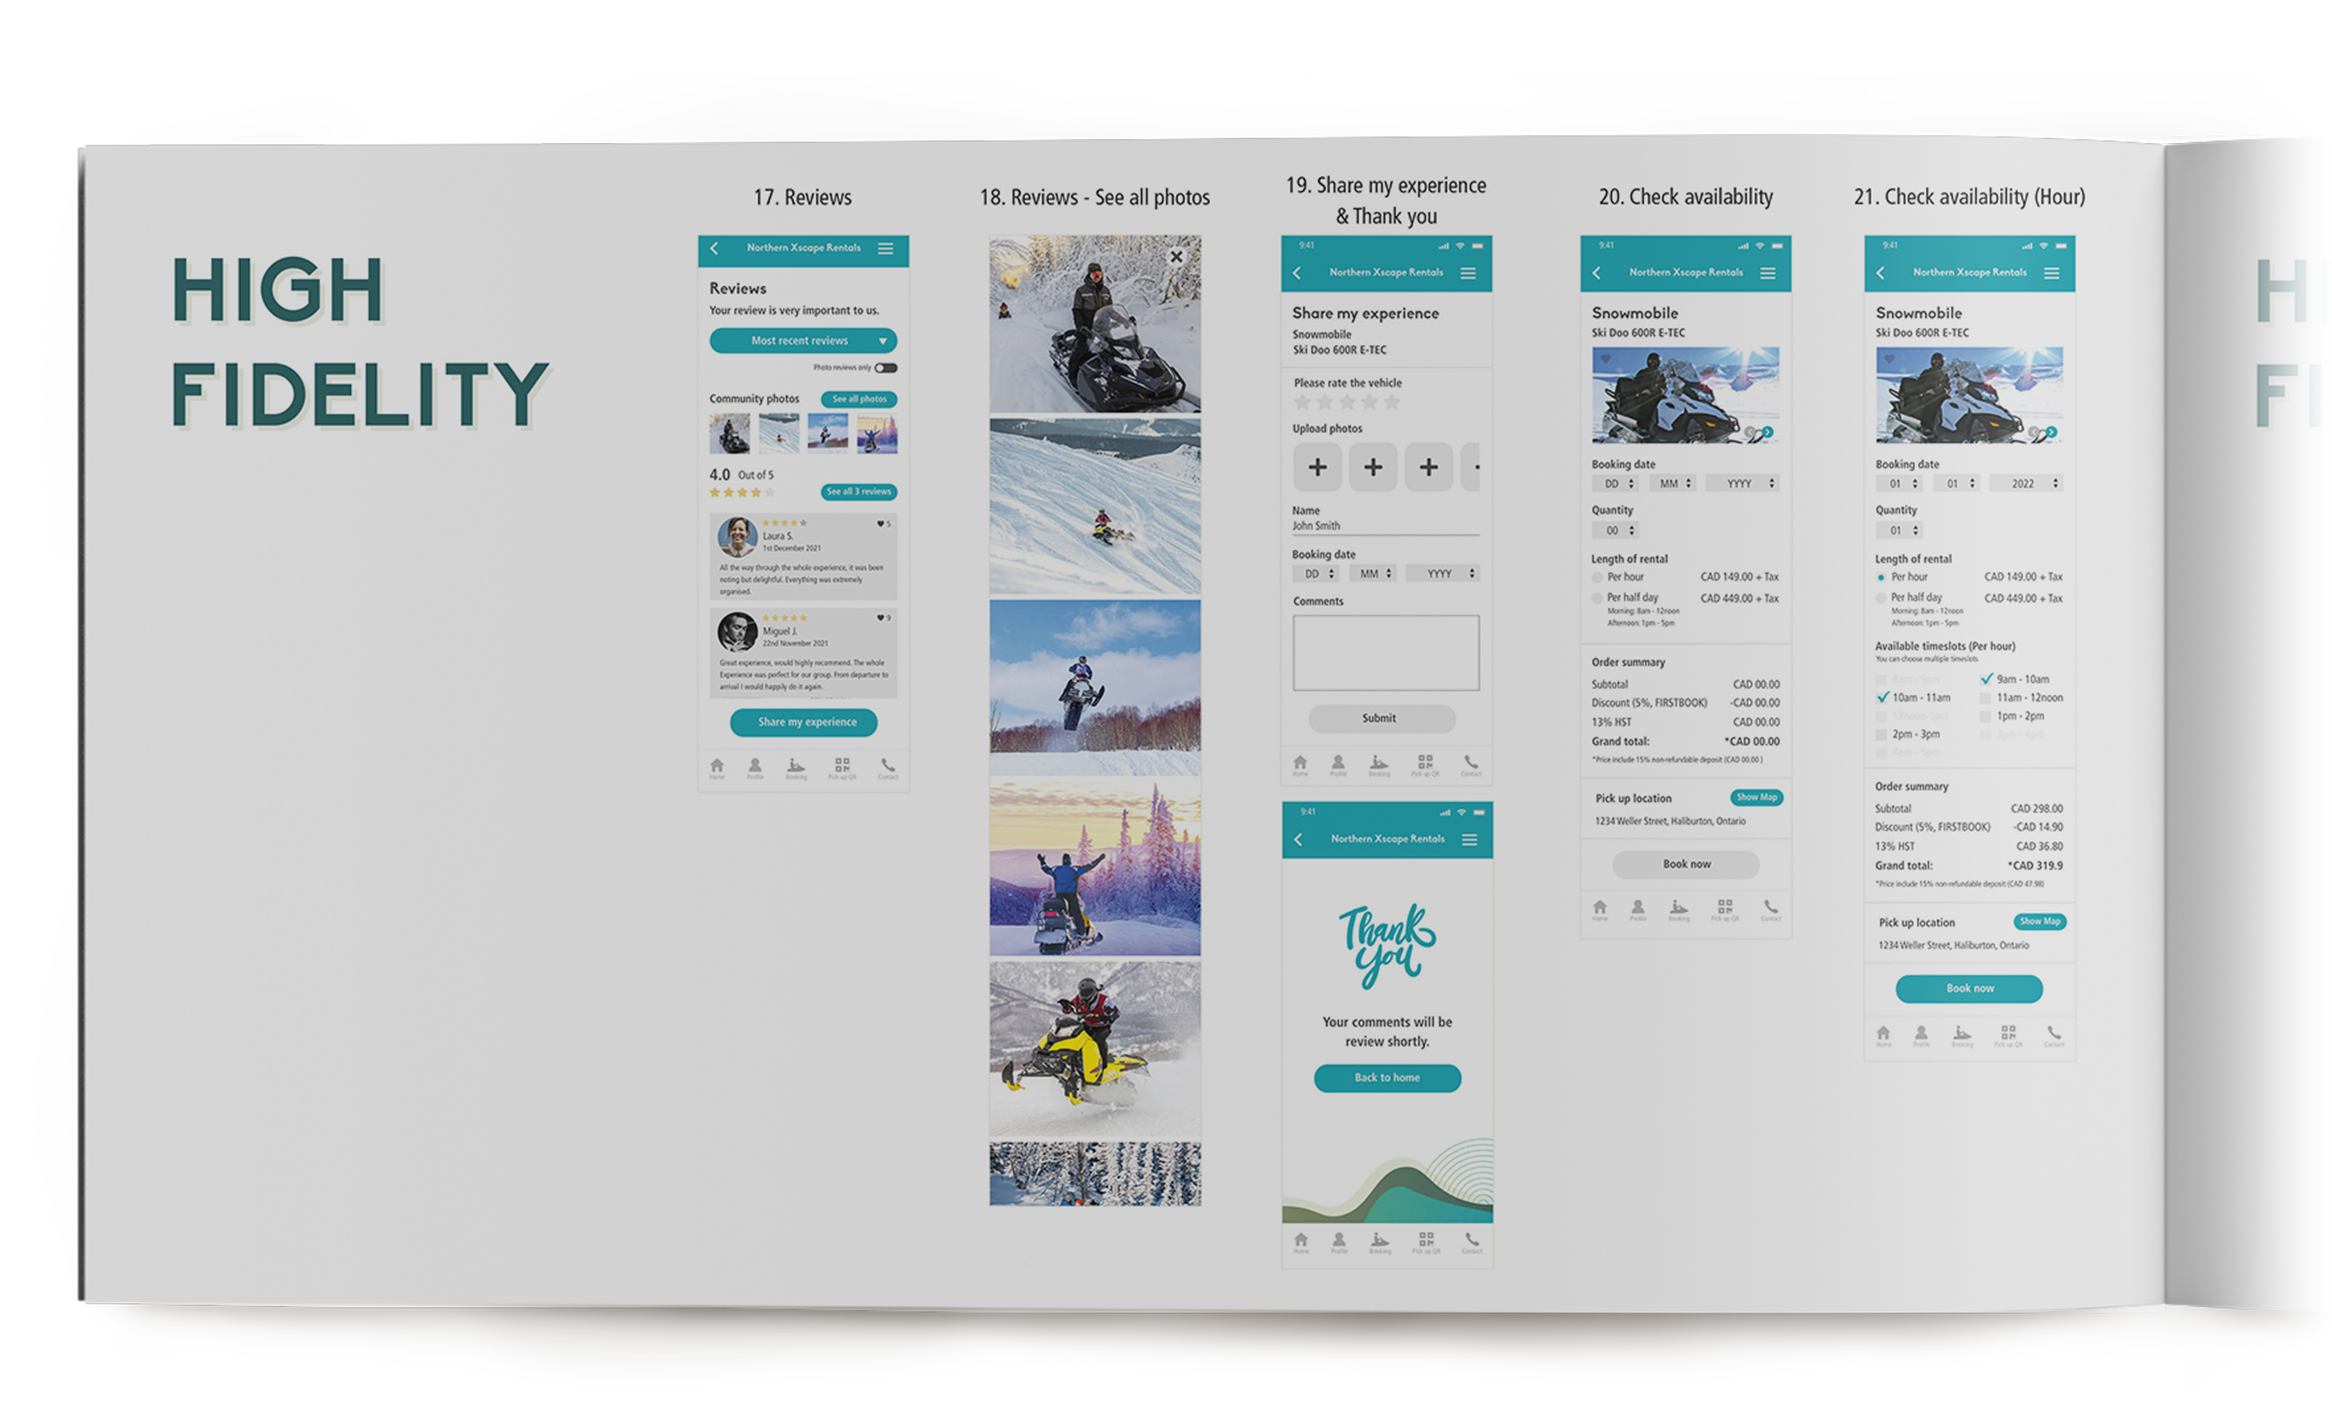 HIGH
FIDELITY
17. Reviews
Northern Xscape Rentals
Reviews
Your review is very important to us.
Most recent reviews
Photo reviews only
Community photos
See all photos
4.0 Out of 5
See all 3 reviews
5
Laura S.
1st December 2021
All the way through the whole experience, it was been
noting but delightful. Everything was extremely
organised.
9
Miguel J.
22nd November 2021
Great experience, would highly recommend. The whole
Experience was perfect for our group. From departure to
arrival I would happily do it again.
Share my experience
Home Profile Booking Pick up QR Contact
18. Reviews - See all photos
19. Share my experience
& Thank you
9:41
Northern Xscape Rentals
Share my experience
Snowmobile
Ski Doo 600R E-TEC
Please rate the vehicle
Upload photos
Name
John Smith
Booking date
DD MM YYYY
Comments
Submit
Home Profile Booking Pick up QR Contact
9:41
Northern Xscape Rentals
Thank
you
Your comments will be
review shortly.
Back to home
Home Profile Booking Pick up QR Contact
20. Check availability
9:41
Northern Xscape Rentals
Snowmobile
Ski Doo 600R E-TEC
Booking date
DD MM YYYY
Quantity
00
Length of rental
Per hour CAD 149.00 + Tax
Per half day CAD 449.00 + Tax
Morning: 8am - 12noon
Afternoon: 1pm - 5pm
Order summary
Subtotal CAD 00.00
Discount (5%, FIRSTBOOK) -CAD 00.00
13% HST CAD 00.00
Grand total: *CAD 00.00
*Price include 15% non-refundable deposit (CAD 00.00 )
Pick up location Show Map
1234 Weller Street, Haliburton, Ontario
Book now
Home Profile Booking Pick up QR Contact
21. Check availability (Hour)
9:41
Northern Xscape Rentals
Snowmobile
Ski Doo 600R E-TEC
Booking date
01 01 2022
Quantity
01
Length of rental
Per hour CAD 149.00 + Tax
Per half day CAD 449.00 + Tax
Morning: 8am - 12noon
Afternoon: 1pm - 5pm
Available timeslots (Per hour)
You can choose multiple timeslots
8am - 9am 9am - 10am
10am - 11am 11am - 12noon
12noon-1pm 1pm - 2pm
2pm - 3pm 3pm - 4pm
4pm - 5pm
Order summary
Subtotal CAD 298.00
Discount (5%, FIRSTBOOK) -CAD 14.90
13% HST CAD 36.80
Grand total: *CAD 319.9
*Price include 15% non-refundable deposit (CAD 47.98)
Pick up location Show Map
1234 Weller Street, Haliburton, Ontario
Book now
Home Profile Booking Pick up QR Contact
H
FI